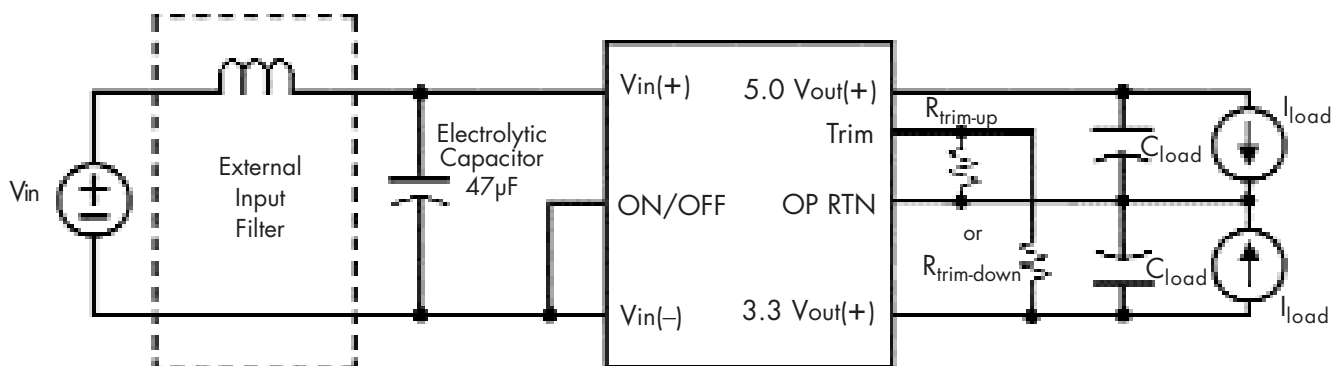 Vin
External
Input
Filter
Electrolytic
Capacitor
47µF
Vin(+)
ON/OFF
Vin(–)
5.0 Vout(+)
Trim
OP RTN
3.3 Vout(+)
Rtrim-up
or
Rtrim-down
Cload
Iload
Cload
Iload